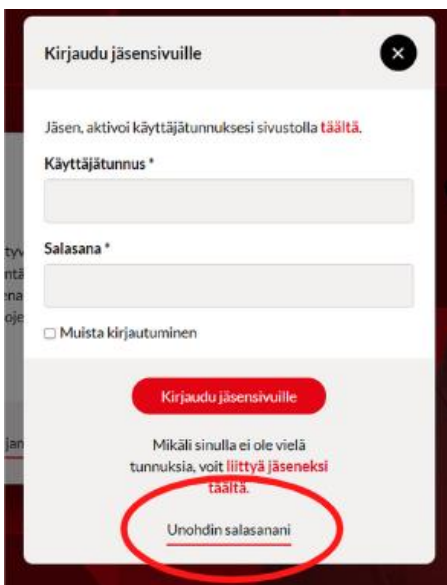 Kirjaudu jäsensivuille
Jäsen, aktivoi käyttäjätunnuksesi sivustolla täältä.
Käyttäjätunnus *
Salasana *
Muista kirjautuminen
Kirjaudu jäsensivuille
Mikäli sinulla ei ole vielä
tunnuksia, voit liittyä jäseneksi
täältä.
Unohdin salasanani